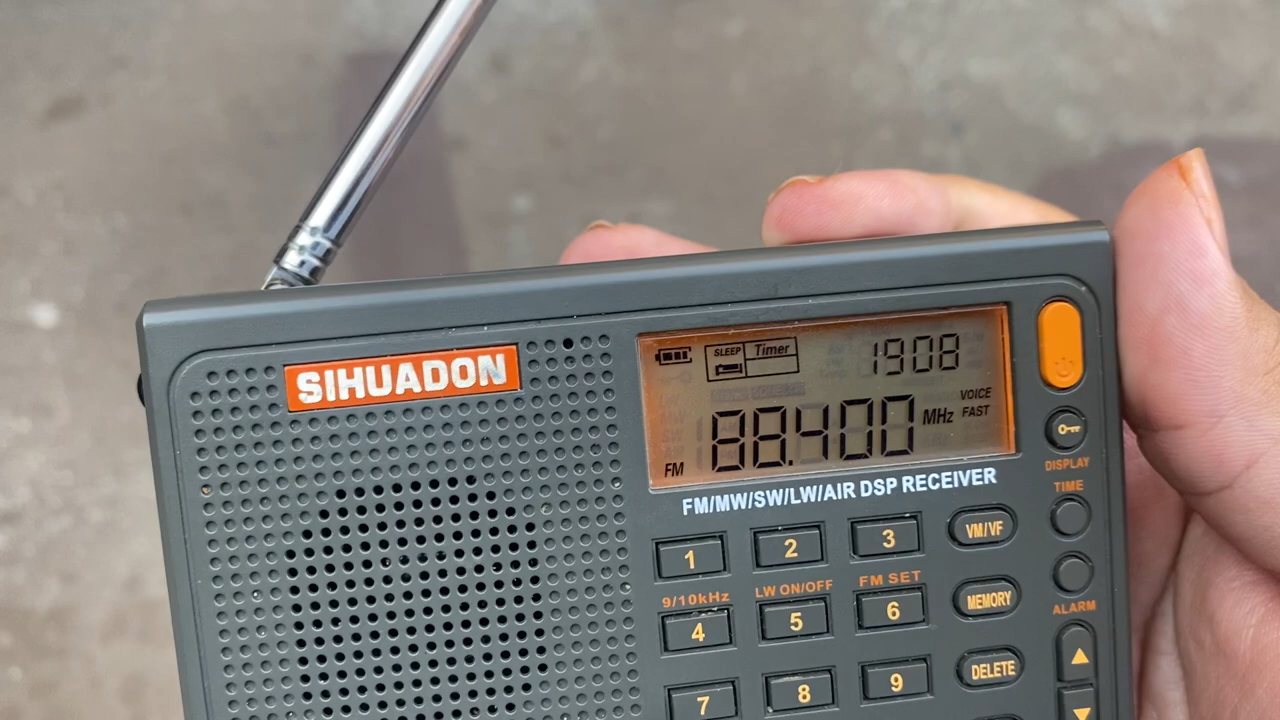 SIHUADON
SLEEP Timer 1908
VOICE
FAST
FM 88.400 MHz
FM/MW/SW/LW/AIR DSP RECEIVER
DISPLAY
TIME
1 2 3 VM/VF
9/10kHz LW ON/OFF FM SET
4 5 6 MEMORY
ALARM
7 8 9 DELETE